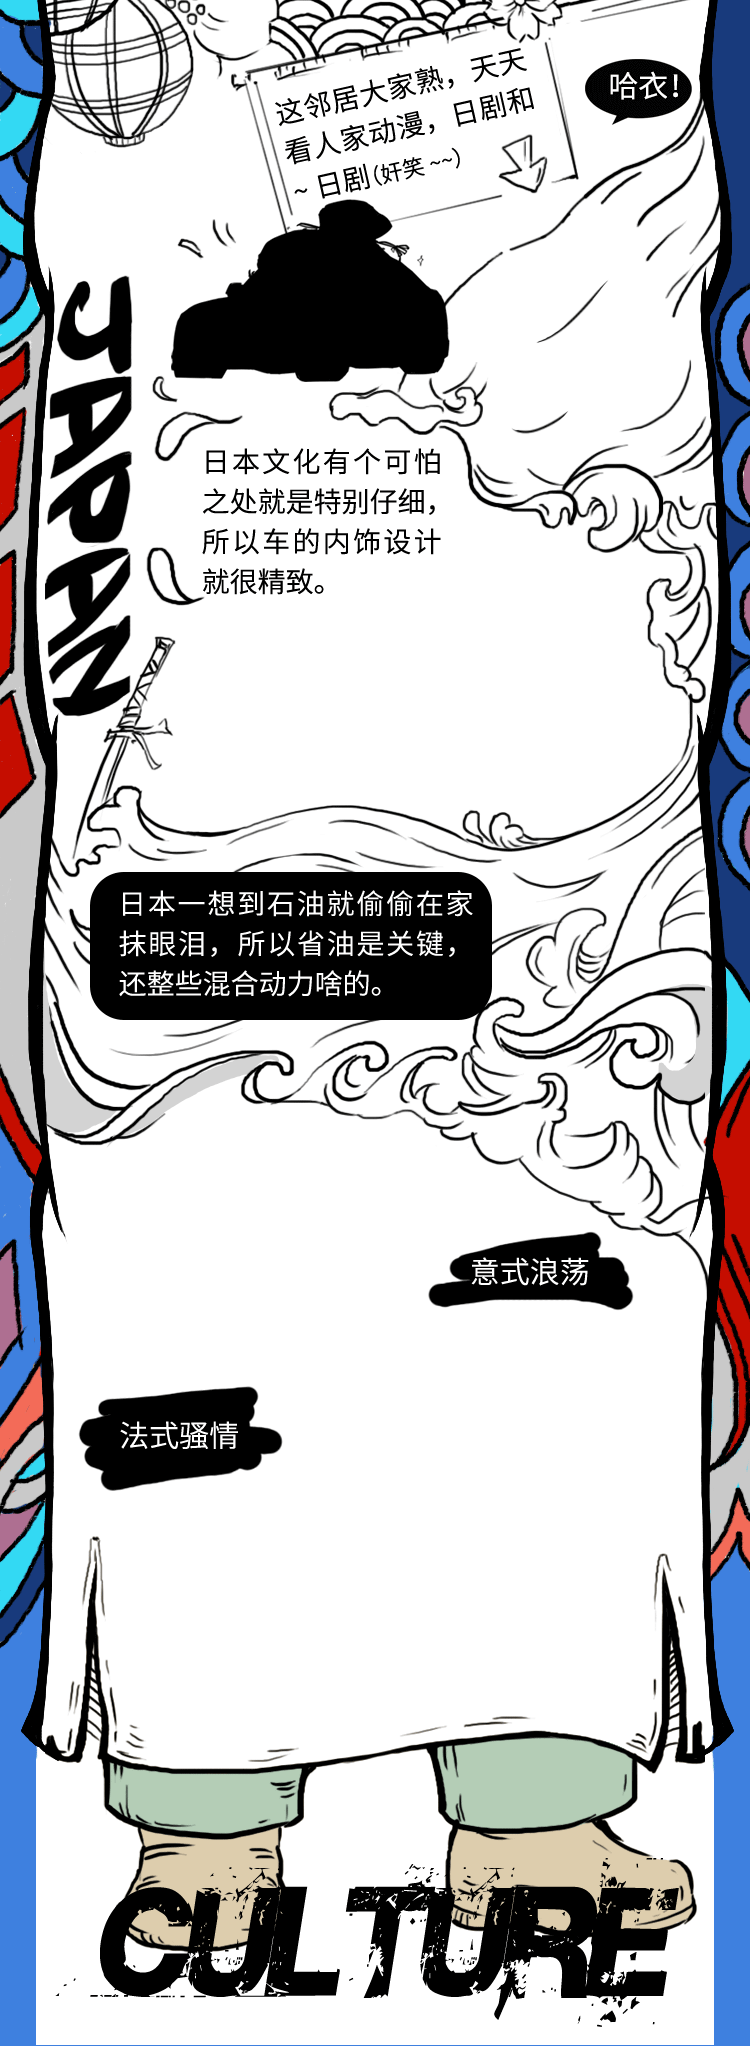 这邻居大家熟，天天
看人家动漫，日剧和
~ 日剧(奸笑 ~~)
哈衣！
JAPAN
日本文化有个可怕
之处就是特别仔细，
所以车的内饰设计
就很精致。
日本一想到石油就偷偷在家
抹眼泪，所以省油是关键，
还整些混合动力啥的。
意式浪荡
法式骚情
CULTURE